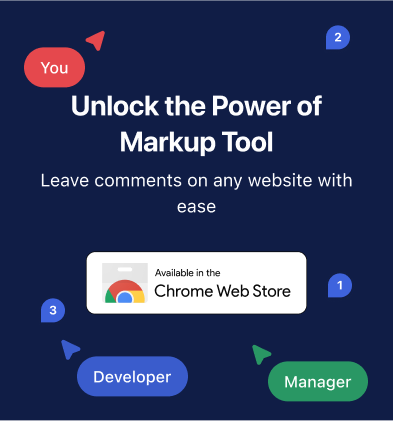 2
You
Unlock the Power of
Markup Tool
Leave comments on any website with
ease
Available in the
Chrome Web Store
1
3
Developer
Manager